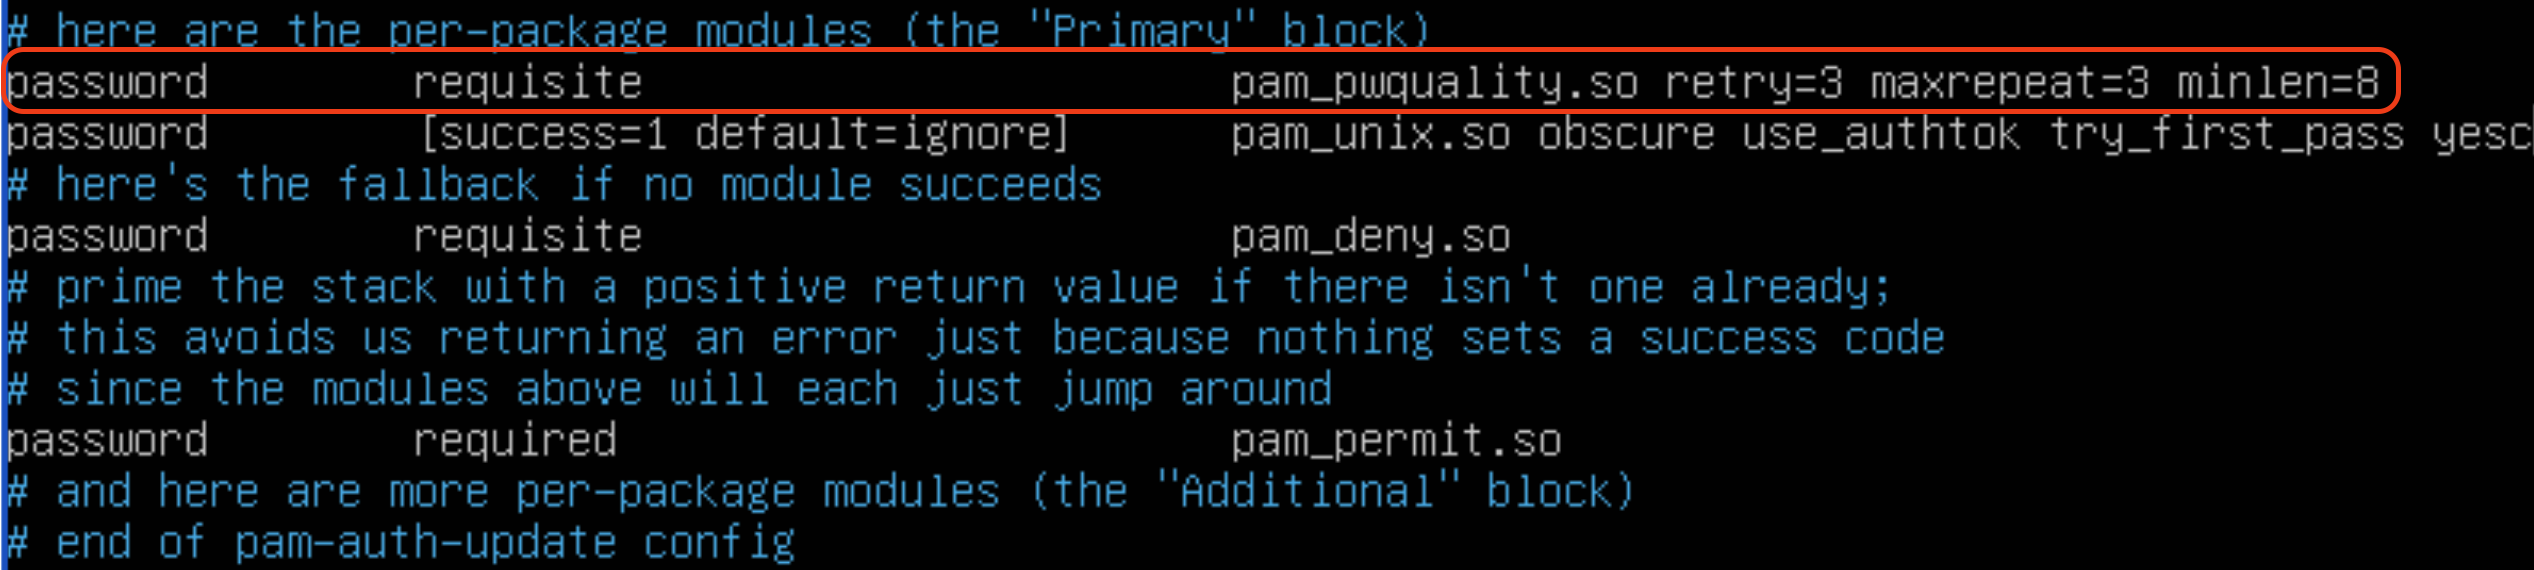 # here are the per-package modules (the "Primary" block)
password        requisite                       pam_pwquality.so retry=3 maxrepeat=3 minlen=8
password        [success=1 default=ignore]      pam_unix.so obscure use_authtok try_first_pass yesc
# here's the fallback if no module succeeds
password        requisite                       pam_deny.so
# prime the stack with a positive return value if there isn't one already;
# this avoids us returning an error just because nothing sets a success code
# since the modules above will each just jump around
password        required                        pam_permit.so
# and here are more per-package modules (the "Additional" block)
# end of pam-auth-update config